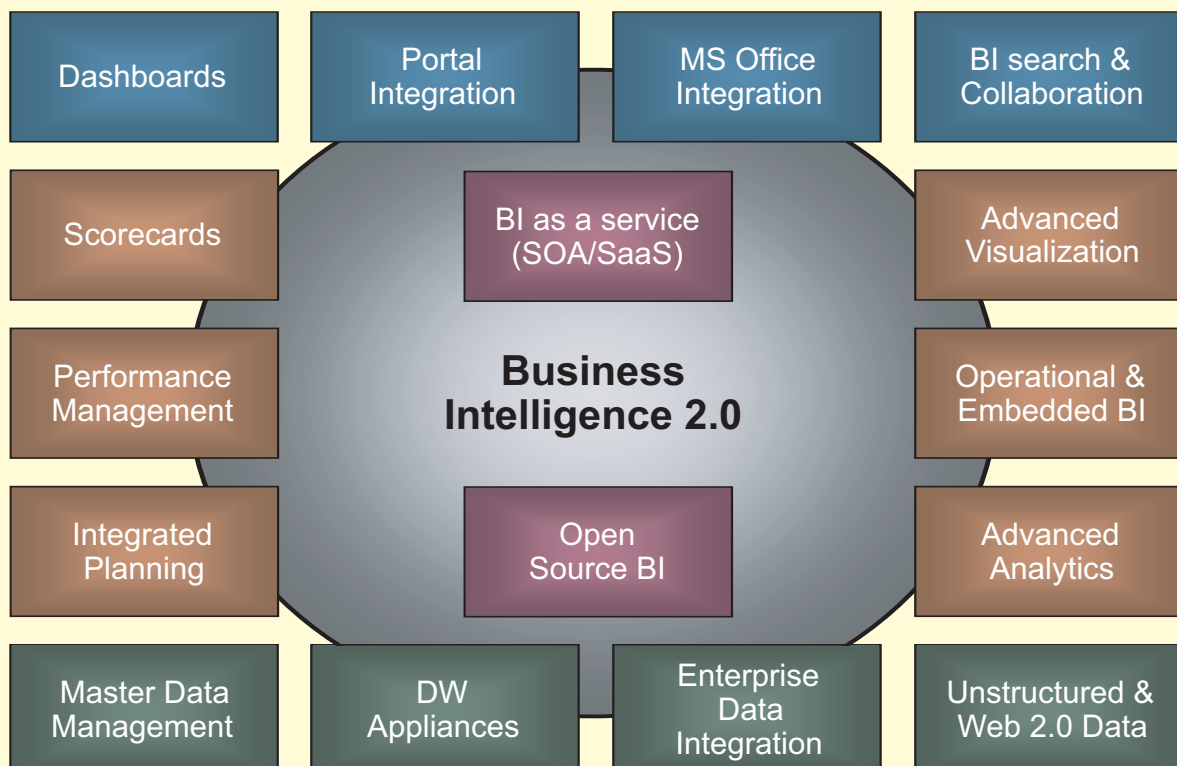 Dashboards
Portal
Integration
MS Office
Integration
BI search &
Collaboration
Scorecards
BI as a service
(SOA/SaaS)
Advanced
Visualization
Performance
Management
Business
Intelligence 2.0
Operational &
Embedded BI
Integrated
Planning
Open
Source BI
Advanced
Analytics
Master Data
Management
DW
Appliances
Enterprise
Data
Integration
Unstructured &
Web 2.0 Data